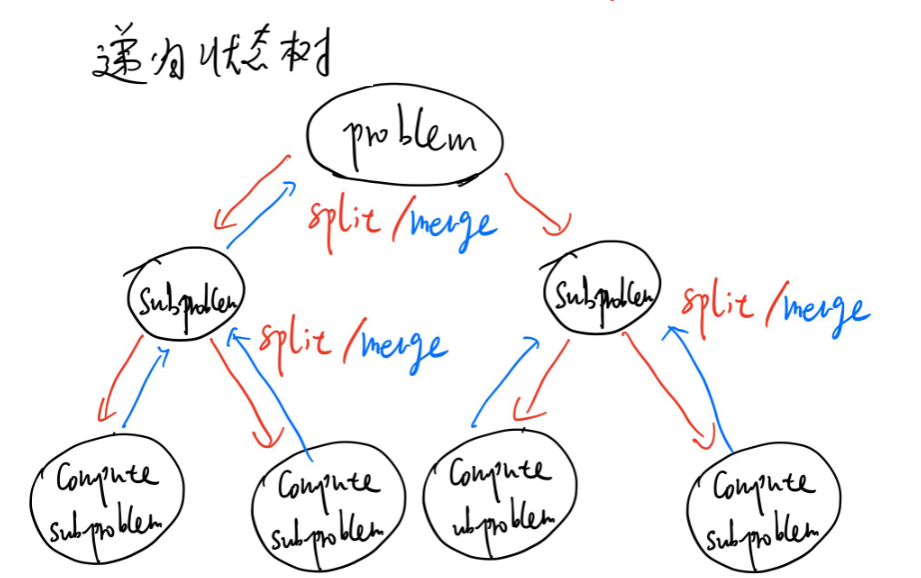 递归状态树
problem
split/merge
subproblem
subproblem
split/merge
split/merge
Compute
subproblem
Compute
subproblem
Compute
ubproblem
Compute
subproblem